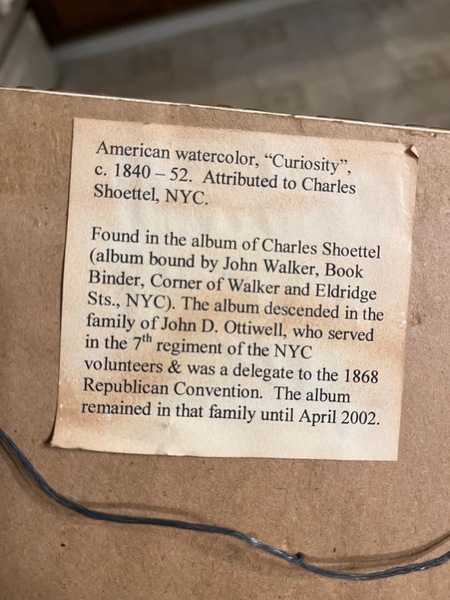 American watercolor, “Curiosity”,
c. 1840 – 52. Attributed to Charles
Shoettel, NYC.
Found in the album of Charles Shoettel
(album bound by John Walker, Book
Binder, Corner of Walker and Eldridge
Sts., NYC). The album descended in the
family of John D. Ottiwell, who served
in the 7th regiment of the NYC
volunteers & was a delegate to the 1868
Republican Convention. The album
remained in that family until April 2002.